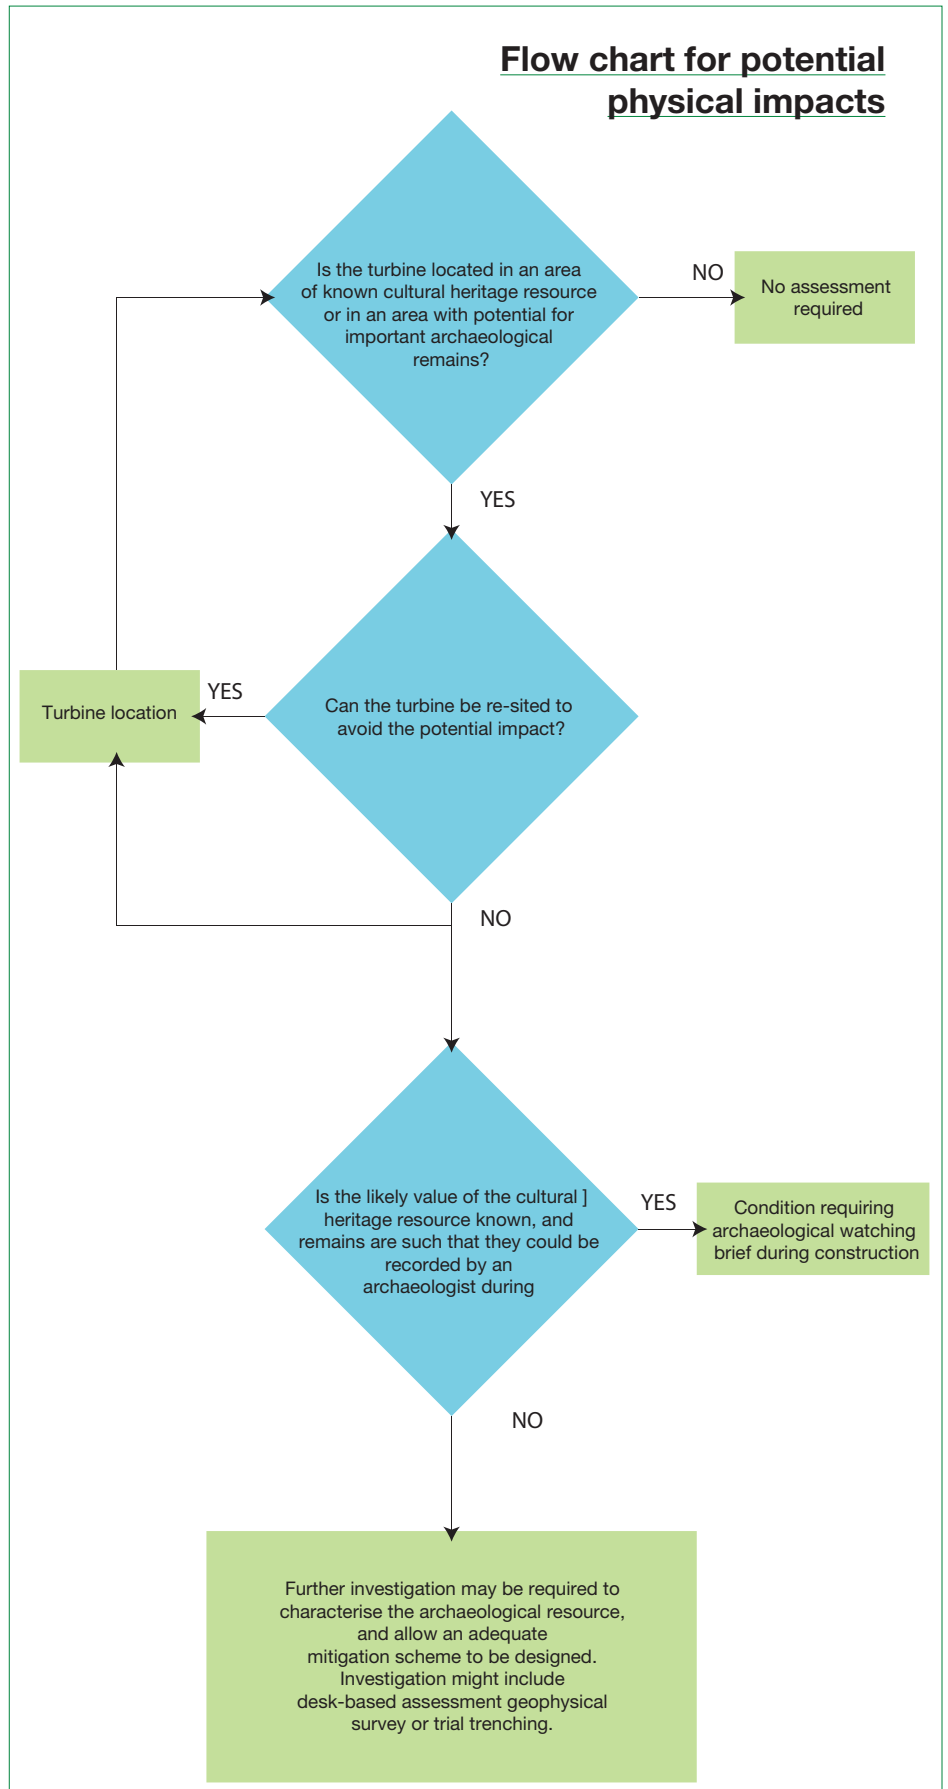 Flow chart for potential
physical impacts
Is the turbine located in an area
of known cultural heritage resource
or in an area with potential for
important archaeological
remains?
NO
No assessment
required
YES
Can the turbine be re-sited to
avoid the potential impact?
YES
Turbine location
NO
Is the likely value of the cultural ]
heritage resource known, and
remains are such that they could be
recorded by an
archaeologist during
YES
Condition requiring
archaeological watching
brief during construction
NO
Further investigation may be required to
characterise the archaeological resource,
and allow an adequate
mitigation scheme to be designed.
Investigation might include
desk-based assessment geophysical
survey or trial trenching.